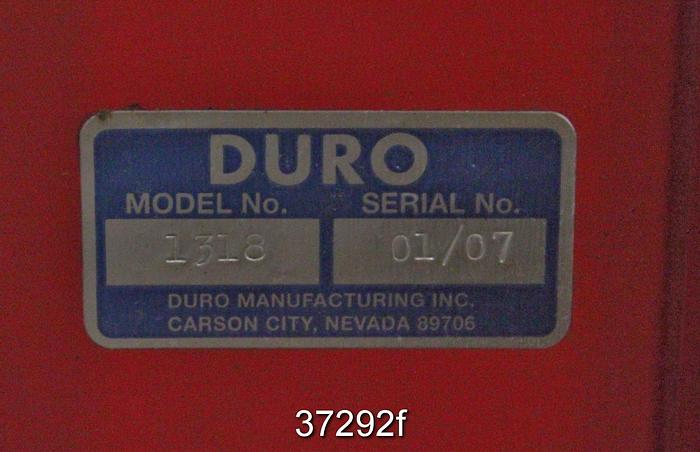 DURO
MODEL No. SERIAL No.
1318 01/07
DURO MANUFACTURING INC.
CARSON CITY, NEVADA 89706
37292f